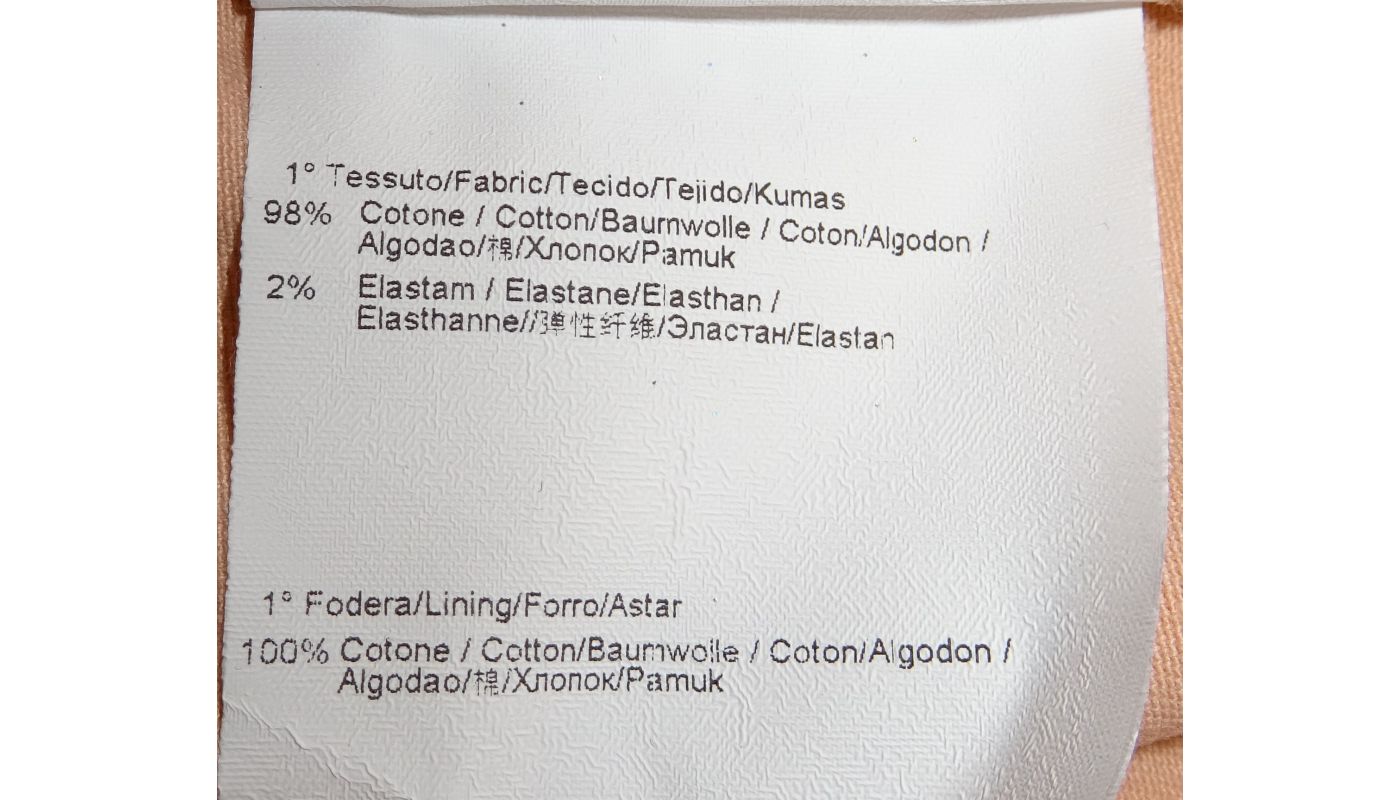 1° Tessuto/Fabric/Tecido/Tejido/Kumas
98% Cotone / Cotton/Baumwolle / Coton/Algodon /
Algodao/棉/Хлопок/Pamuk
2% Elastam / Elastane/Elasthan /
Elasthanne//弹性纤维/Эластан/Elastan
1° Fodera/Lining/Forro/Astar
100% Cotone / Cotton/Baumwolle / Coton/Algodon /
Algodao/棉/Хлопок/Pamuk